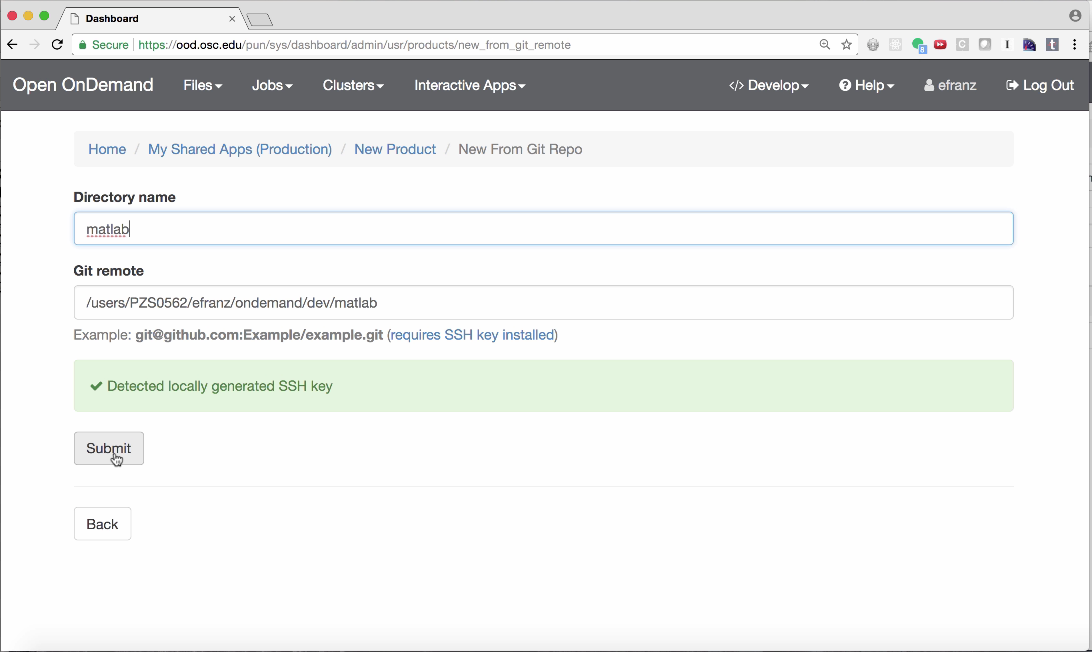 Dashboard
Secure | https://ood.osc.edu/pun/sys/dashboard/admin/usr/products/new_from_git_remote
Open OnDemand Files Jobs Clusters Interactive Apps </> Develop Help efranz Log Out
Home / My Shared Apps (Production) / New Product / New From Git Repo
Directory name
matlab
Git remote
/users/PZS0562/efranz/ondemand/dev/matlab
Example: git@github.com:Example/example.git (requires SSH key installed)
Detected locally generated SSH key
Submit
Back